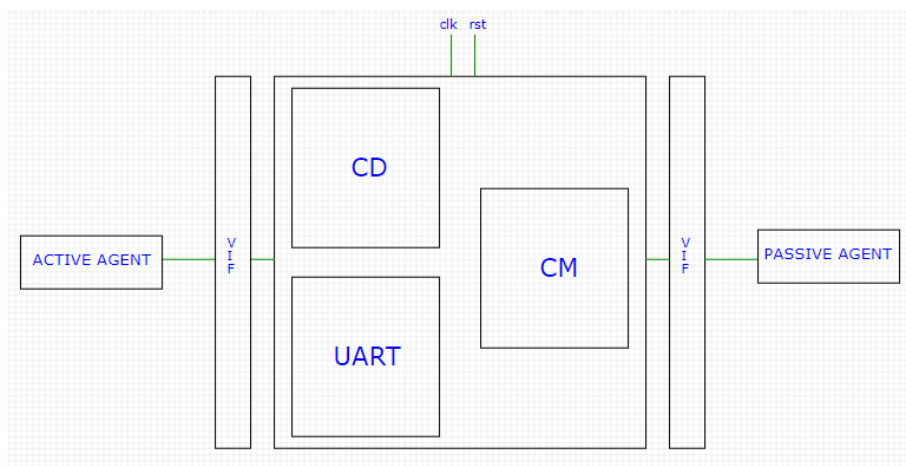 clk rst
CD
ACTIVE AGENT
V
I
F
CM
V
I
F
PASSIVE AGENT
UART